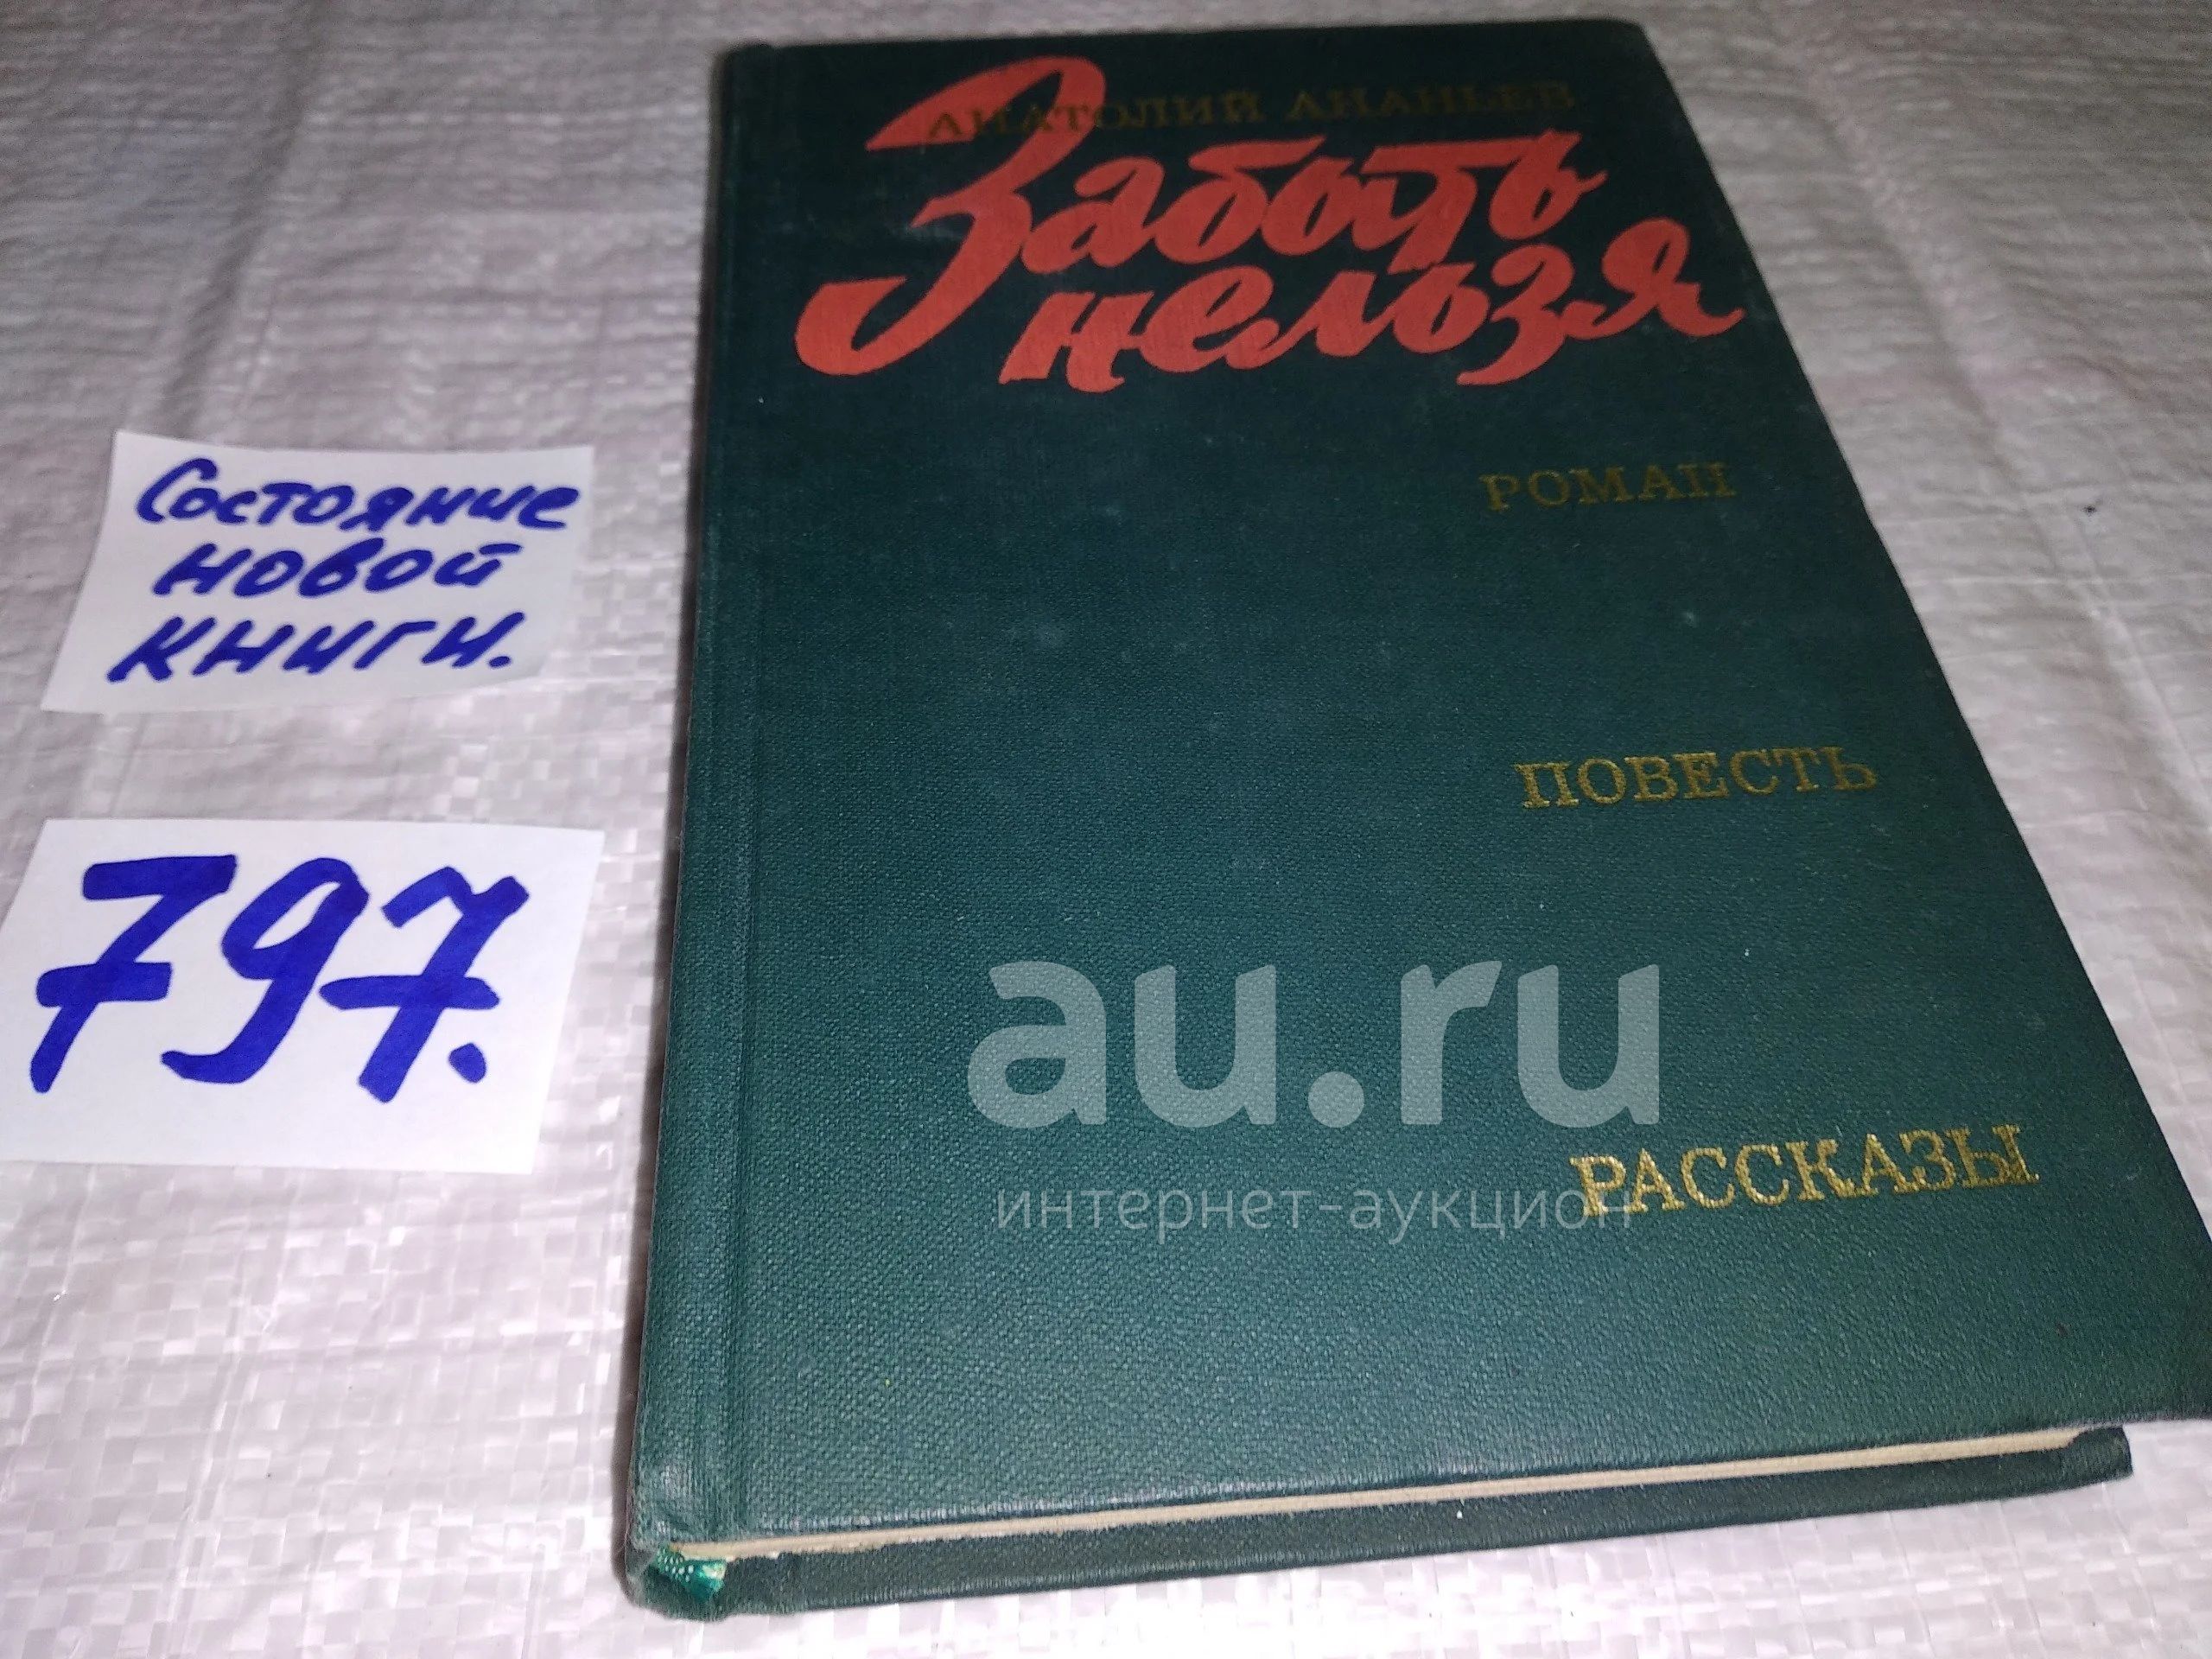 АНАТОЛИЙ АНАНЬЕВ
Забыть
нельзя
РОМАН
ПОВЕСТЬ
РАССКАЗЫ
Состояние
новой
книги.
797.
au.ru
интернет-аукцион